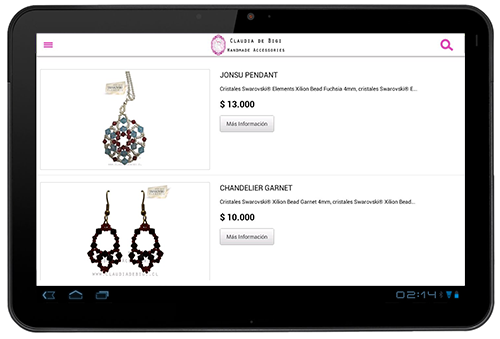 CLAUDIA DE BIGI
HANDMADE ACCESSORIES
JONSU PENDANT
Cristales Swarovski® Elements Xilion Bead Fuchsia 4mm, cristales Swarovski® E...
$ 13.000
Más Información
CHANDELIER GARNET
Cristales Swarovski® Xilion Bead Garnet 4mm, cristales Swarovski® Xilion Bead...
$ 10.000
Más Información
WWW.CLAUDIADEBIGI.CL
02:14